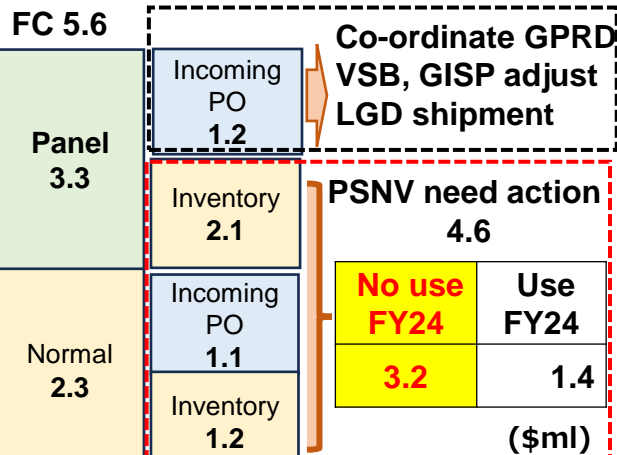 FC 5.6
Panel
3.3
Normal
2.3
Incoming
PO
1.2
Inventory
2.1
Incoming
PO
1.1
Inventory
1.2
Co-ordinate GPRD
VSB, GISP adjust
LGD shipment
PSNV need action
4.6
No use
FY24
Use
FY24
3.2
1.4
($ml)